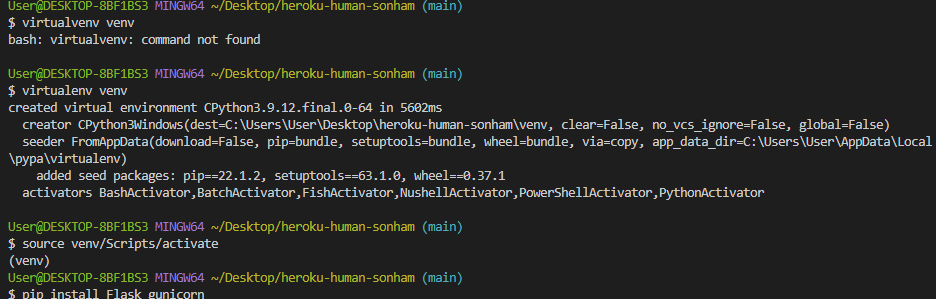 User@DESKTOP-8BF1BS3 MINGW64 ~/Desktop/heroku-human-sonham (main)
$ virtualvenv venv
bash: virtualvenv: command not found
User@DESKTOP-8BF1BS3 MINGW64 ~/Desktop/heroku-human-sonham (main)
$ virtualenv venv
created virtual environment CPython3.9.12.final.0-64 in 5602ms
  creator CPython3Windows(dest=C:\Users\User\Desktop\heroku-human-sonham\venv, clear=False, no_vcs_ignore=False, global=False)
  seeder FromAppData(download=False, pip=bundle, setuptools=bundle, wheel=bundle, via=copy, app_data_dir=C:\Users\User\AppData\Local
\pypa\virtualenv)
    added seed packages: pip==22.1.2, setuptools==63.1.0, wheel==0.37.1
  activators BashActivator,BatchActivator,FishActivator,NushellActivator,PowerShellActivator,PythonActivator
User@DESKTOP-8BF1BS3 MINGW64 ~/Desktop/heroku-human-sonham (main)
$ source venv/Scripts/activate
(venv)
User@DESKTOP-8BF1BS3 MINGW64 ~/Desktop/heroku-human-sonham (main)
$ pip install Flask gunicorn